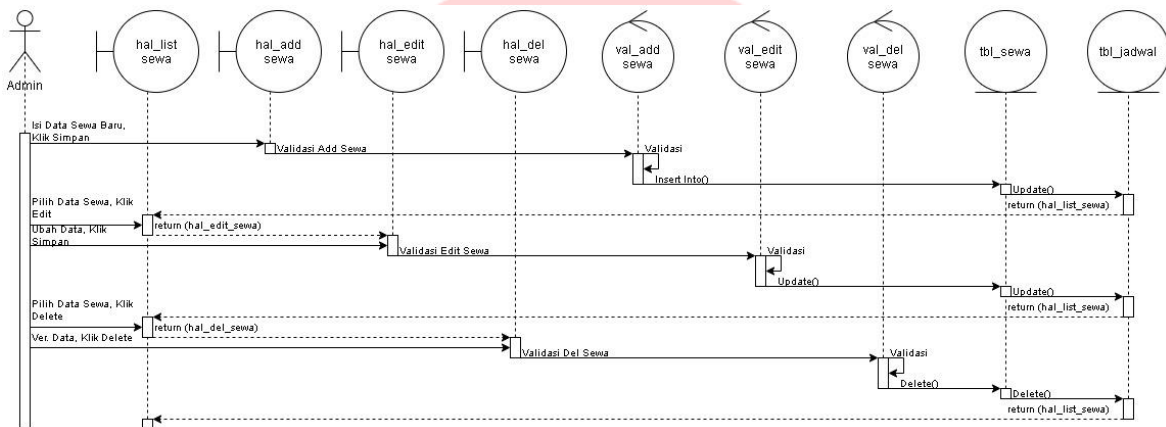 hal_list
sewa
hal_add
sewa
hal_edit
sewa
hal_del
sewa
val_add
sewa
val_edit
sewa
val_del
sewa
tbl_sewa
tbl_jadwal
Admin
Isi Data Sewa Baru,
Klik Simpan
Validasi Add Sewa
Validasi
Insert Into()
Update()
return (hal_list_sewa)
Pilih Data Sewa, Klik
Edit
return (hal_edit_sewa)
Ubah Data, Klik
Simpan
Validasi Edit Sewa
Validasi
Update()
Update()
return (hal_list_sewa)
Pilih Data Sewa, Klik
Delete
return (hal_del_sewa)
Ver. Data, Klik Delete
Validasi Del Sewa
Validasi
Delete()
Delete()
return (hal_list_sewa)